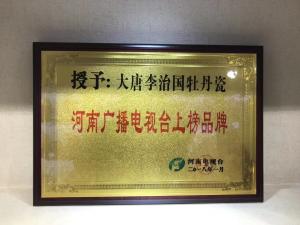 授予:大唐李治国牡丹瓷
河南广播电视台上榜品牌
河南电视台
二〇一八年一月